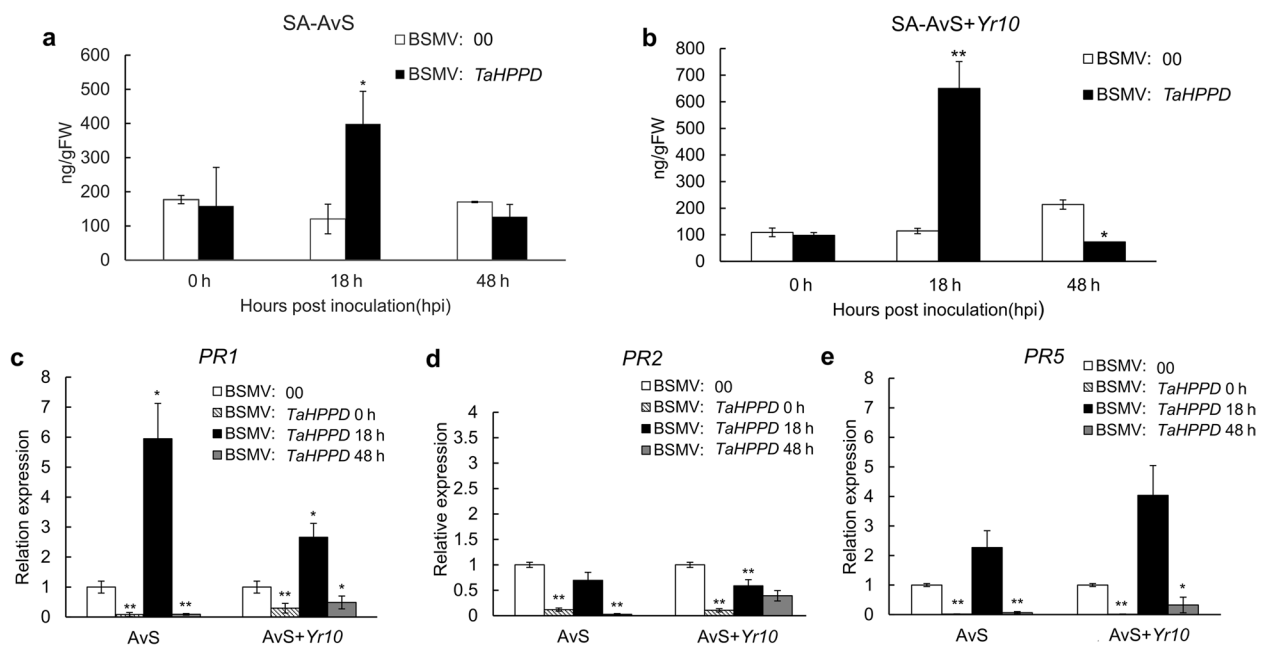 a
SA-AvS
BSMV: 00
BSMV: TaHPPD
ng/gFW
600
500
400
300
200
100
0
*
0 h
18 h
48 h
Hours post inoculation(hpi)
b
SA-AvS+Yr10
BSMV: 00
BSMV: TaHPPD
ng/gFW
800
700
600
500
400
300
200
100
0
**
*
0 h
18 h
48 h
Hours post inoculation(hpi)
c
PR1
BSMV: 00
BSMV: TaHPPD 0 h
BSMV: TaHPPD 18 h
BSMV: TaHPPD 48 h
Relation expression
8
7
6
5
4
3
2
1
0
**
*
**
**
*
*
AvS
AvS+Yr10
d
PR2
BSMV: 00
BSMV: TaHPPD 0 h
BSMV: TaHPPD 18 h
BSMV: TaHPPD 48 h
Relative expression
4
3.5
3
2.5
2
1.5
1
0.5
0
**
**
**
**
AvS
AvS+Yr10
e
PR5
BSMV: 00
BSMV: TaHPPD 0 h
BSMV: TaHPPD 18 h
BSMV: TaHPPD 48 h
Relation expression
8
7
6
5
4
3
2
1
0
**
**
**
*
AvS
AvS+Yr10